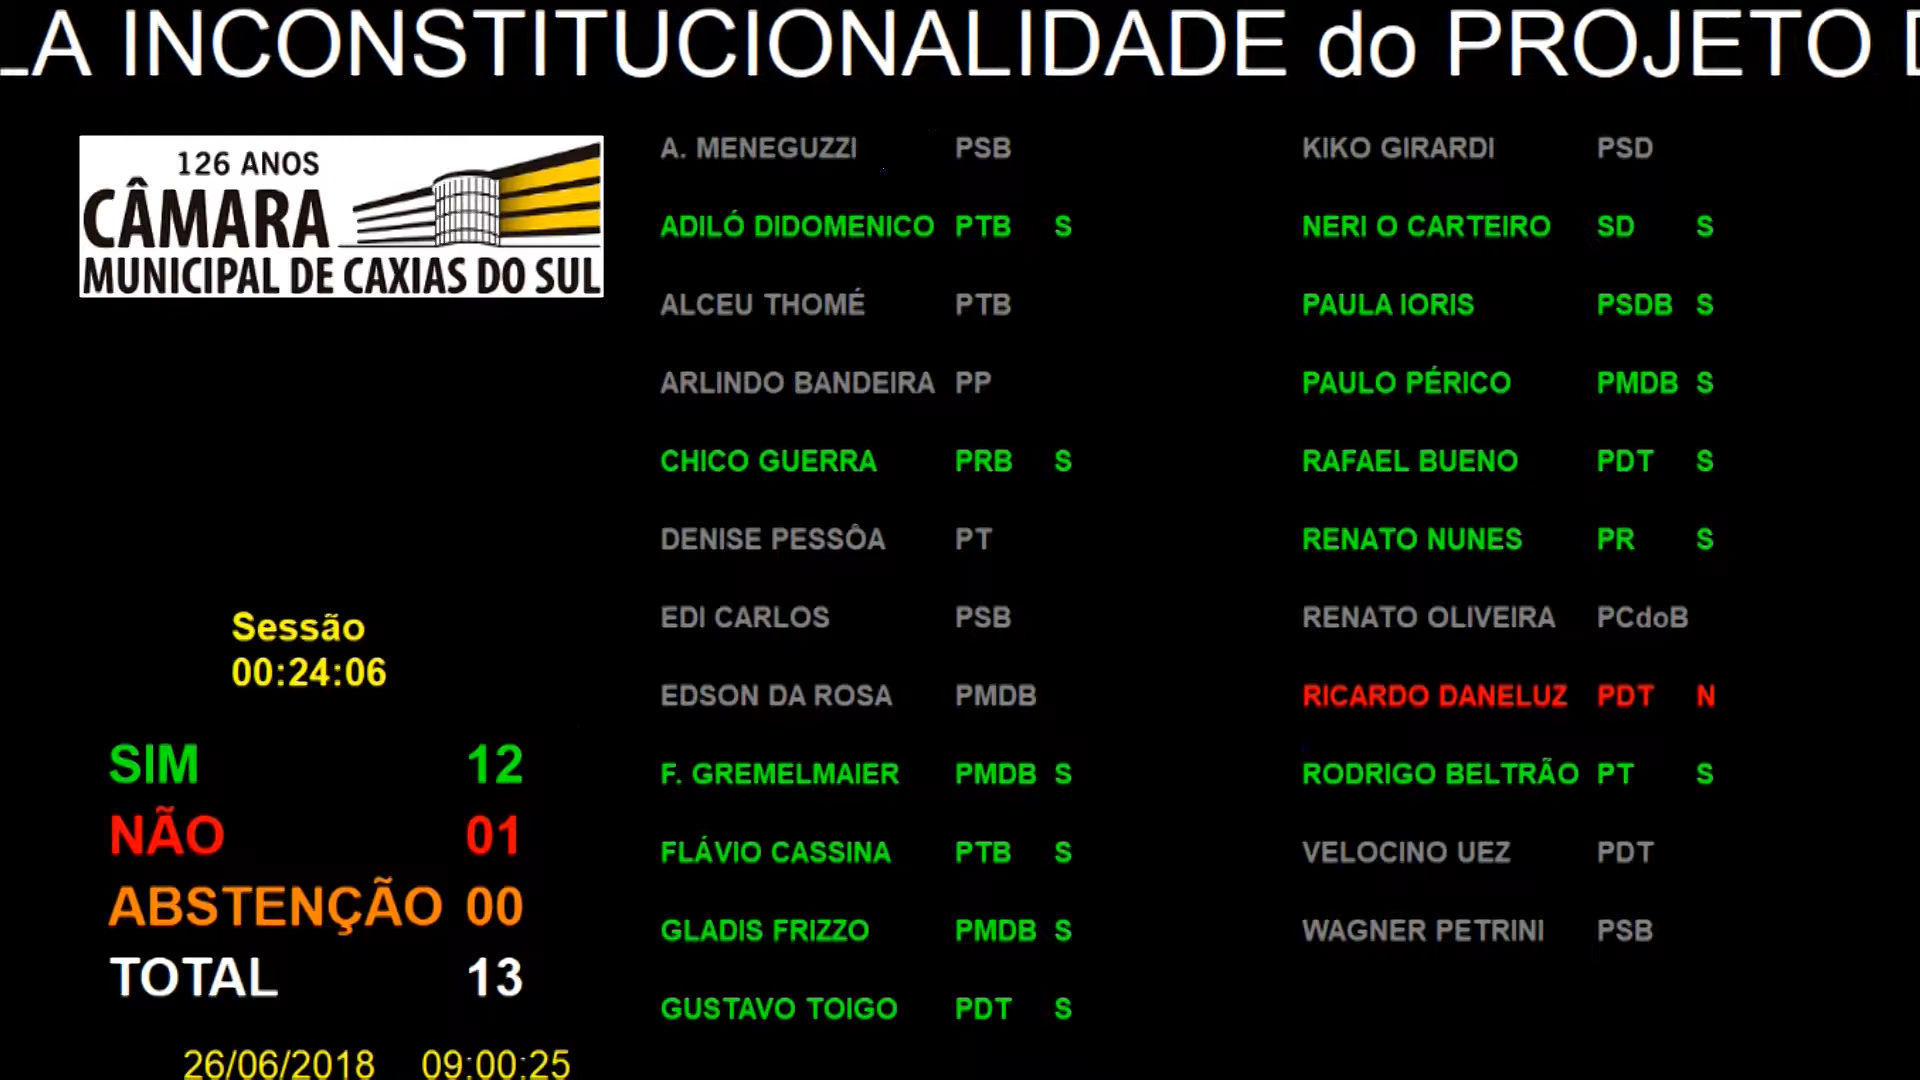 LA INCONSTITUCIONALIDADE do PROJETO
126 ANOS
CÂMARA
MUNICIPAL DE CAXIAS DO SUL
Sessão
00:24:06
SIM 12
NÃO 01
ABSTENÇÃO 00
TOTAL 13
26/06/2018 09:00:25
A. MENEGUZZI PSB
ADILÓ DIDOMENICO PTB S
ALCEU THOMÉ PTB
ARLINDO BANDEIRA PP
CHICO GUERRA PRB S
DENISE PESSÔA PT
EDI CARLOS PSB
EDSON DA ROSA PMDB
F. GREMELMAIER PMDB S
FLÁVIO CASSINA PTB S
GLADIS FRIZZO PMDB S
GUSTAVO TOIGO PDT S
KIKO GIRARDI PSD
NERI O CARTEIRO SD S
PAULA IORIS PSDB S
PAULO PÉRICO PMDB S
RAFAEL BUENO PDT S
RENATO NUNES PR S
RENATO OLIVEIRA PCdoB
RICARDO DANELUZ PDT N
RODRIGO BELTRÃO PT S
VELOCINO UEZ PDT
WAGNER PETRINI PSB